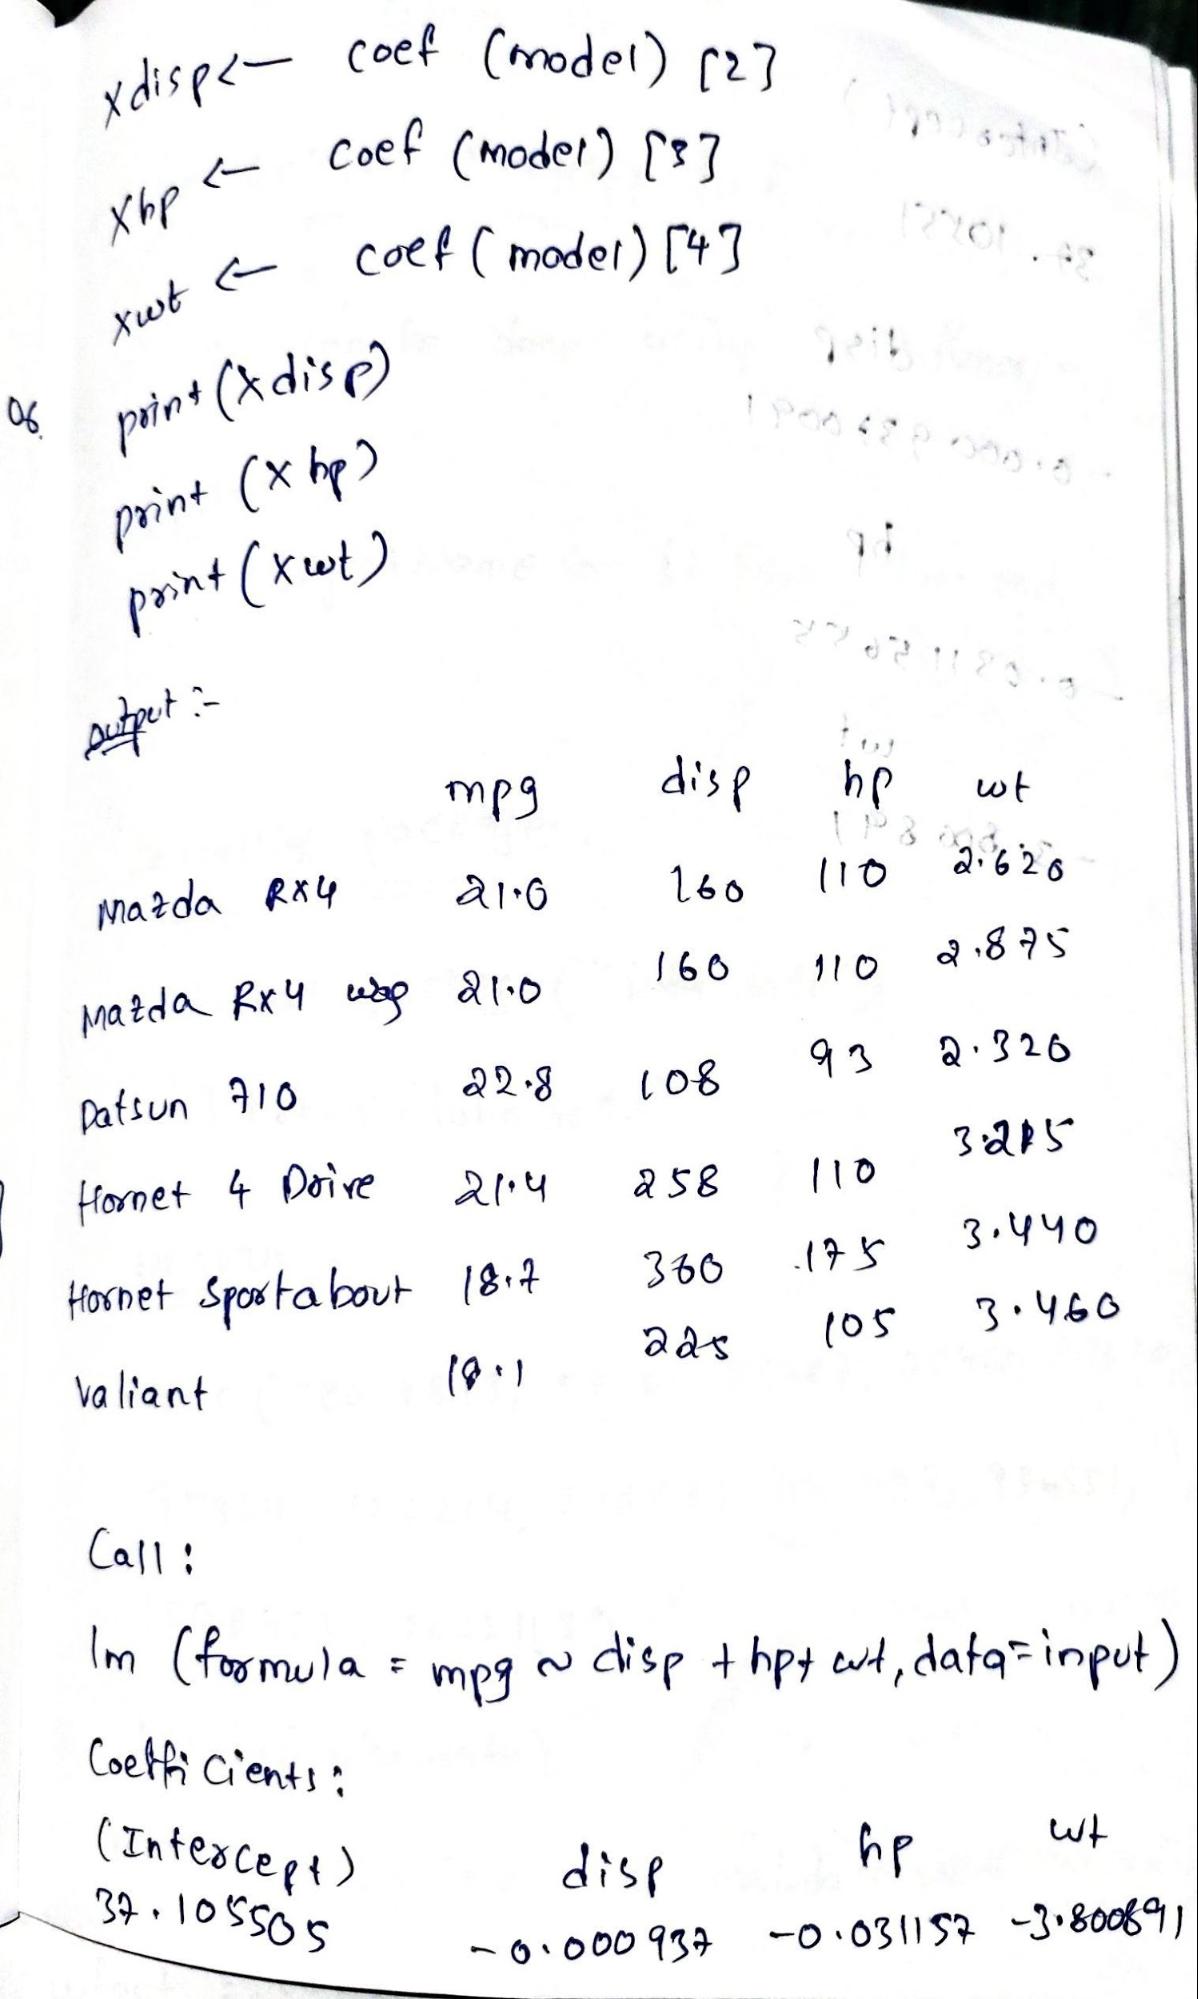 xdisp<- coef (model) [2]
xhp <- coef (model) [3]
xwt <- coef (model) [4]
print (xdisp)
print (xhp)
print (xwt)
output :-
mpg disp hp wt
Mazda RX4 21.0 160 110 2.620
Mazda RX4 wag 21.0 160 110 2.875
Datsun 710 22.8 108 93 2.320
Hornet 4 Drive 21.4 258 110 3.215
Hornet Sportabout 18.7 360 175 3.440
Valiant 18.1 225 105 3.460
Call :
lm (formula = mpg ~ disp + hp + wt, data = input)
Coefficients :
(Intercept) disp hp wt
37.105505 -0.000937 -0.031157 -3.800891